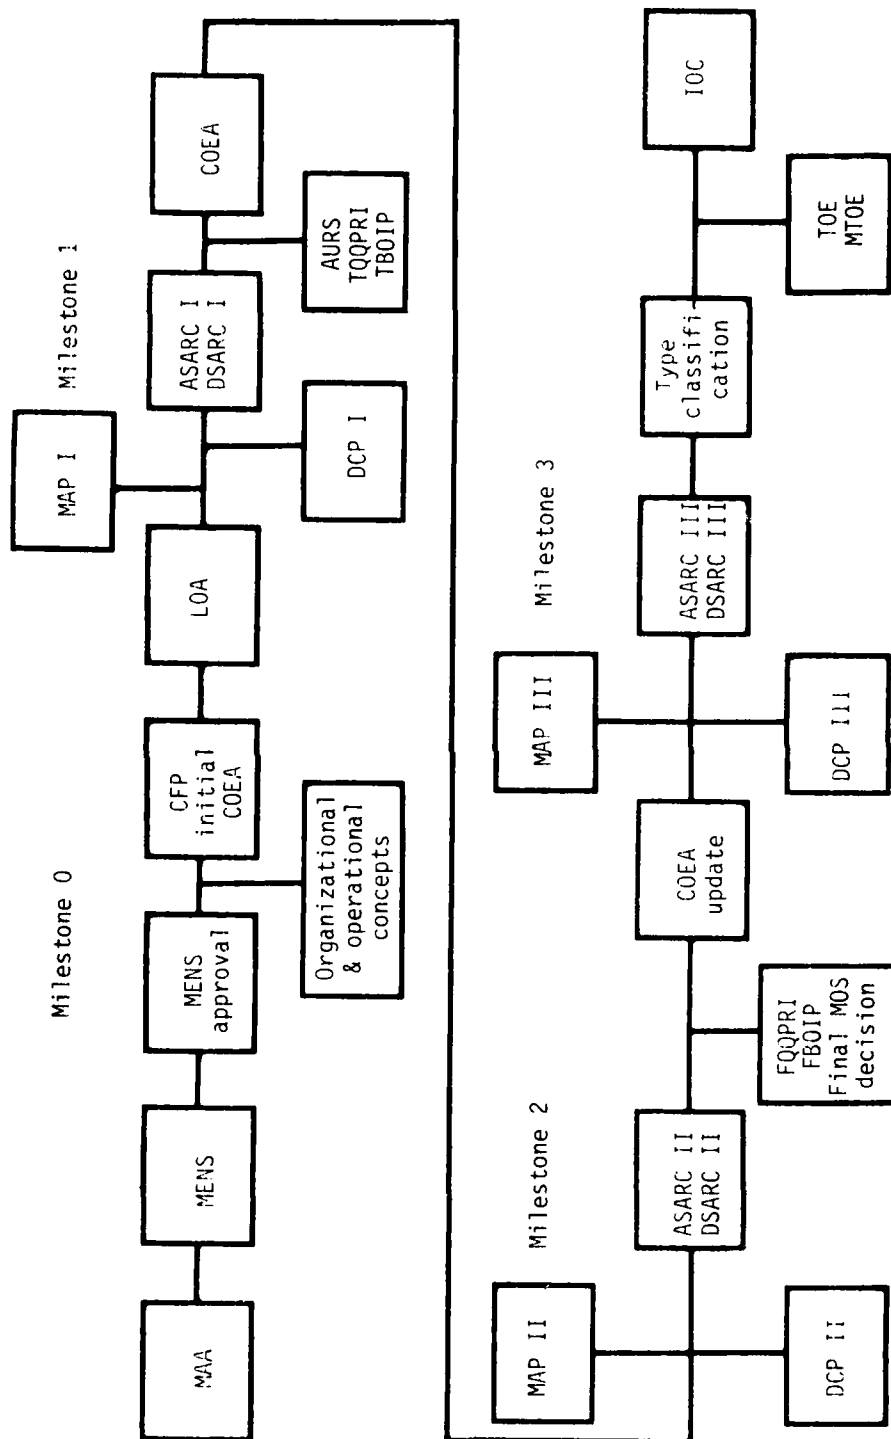 Milestone 0
Milestone 1
MAA
MENS
MENS
approval
Organizational
& operational
concepts
CFP
initial
COEA
LOA
MAP I
DCP I
ASARC I
DSARC I
AURS
TQQPRI
TBOIP
COEA
Milestone 2
Milestone 3
MAP II
DCP II
ASARC II
DSARC II
FQQPRI
FBOIP
Final MOS
decision
COEA
update
MAP III
DCP III
ASARC III
DSARC III
Type
classifi-
cation
TOE
MTOE
IOC